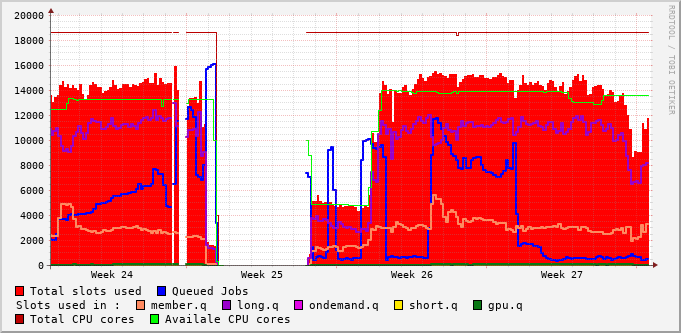 20000
18000
16000
14000
12000
10000
8000
6000
4000
2000
0
Week 24 Week 25 Week 26 Week 27
Total slots used Queued Jobs
Slots used in : member.q long.q ondemand.q short.q gpu.q
Total CPU cores Availale CPU cores
RRDTOOL / TOBI OETIKER